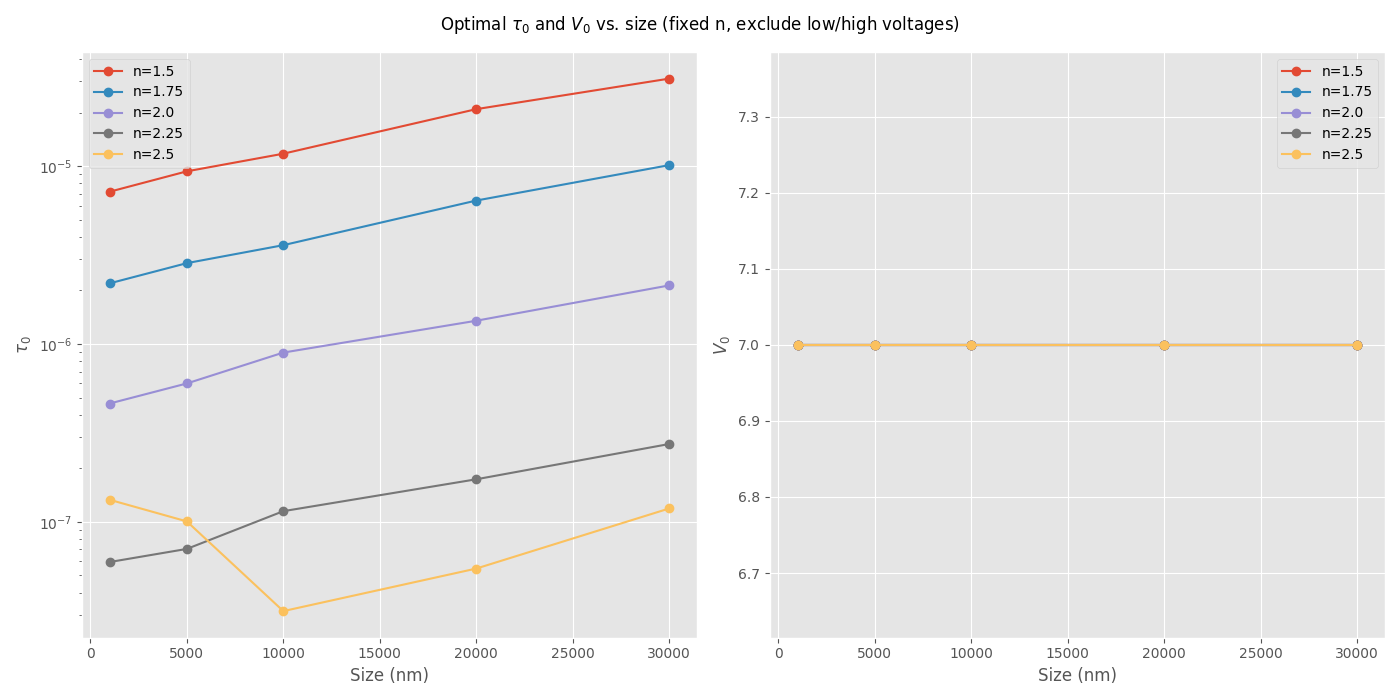 Optimal τ₀ and V₀ vs. size (fixed n, exclude low/high voltages)
n=1.5
n=1.75
n=2.0
n=2.25
n=2.5
10⁻⁵
10⁻⁶
10⁻⁷
τ₀
0 5000 10000 15000 20000 25000 30000
Size (nm)
n=1.5
n=1.75
n=2.0
n=2.25
n=2.5
7.3
7.2
7.1
7.0
6.9
6.8
6.7
V₀
0 5000 10000 15000 20000 25000 30000
Size (nm)